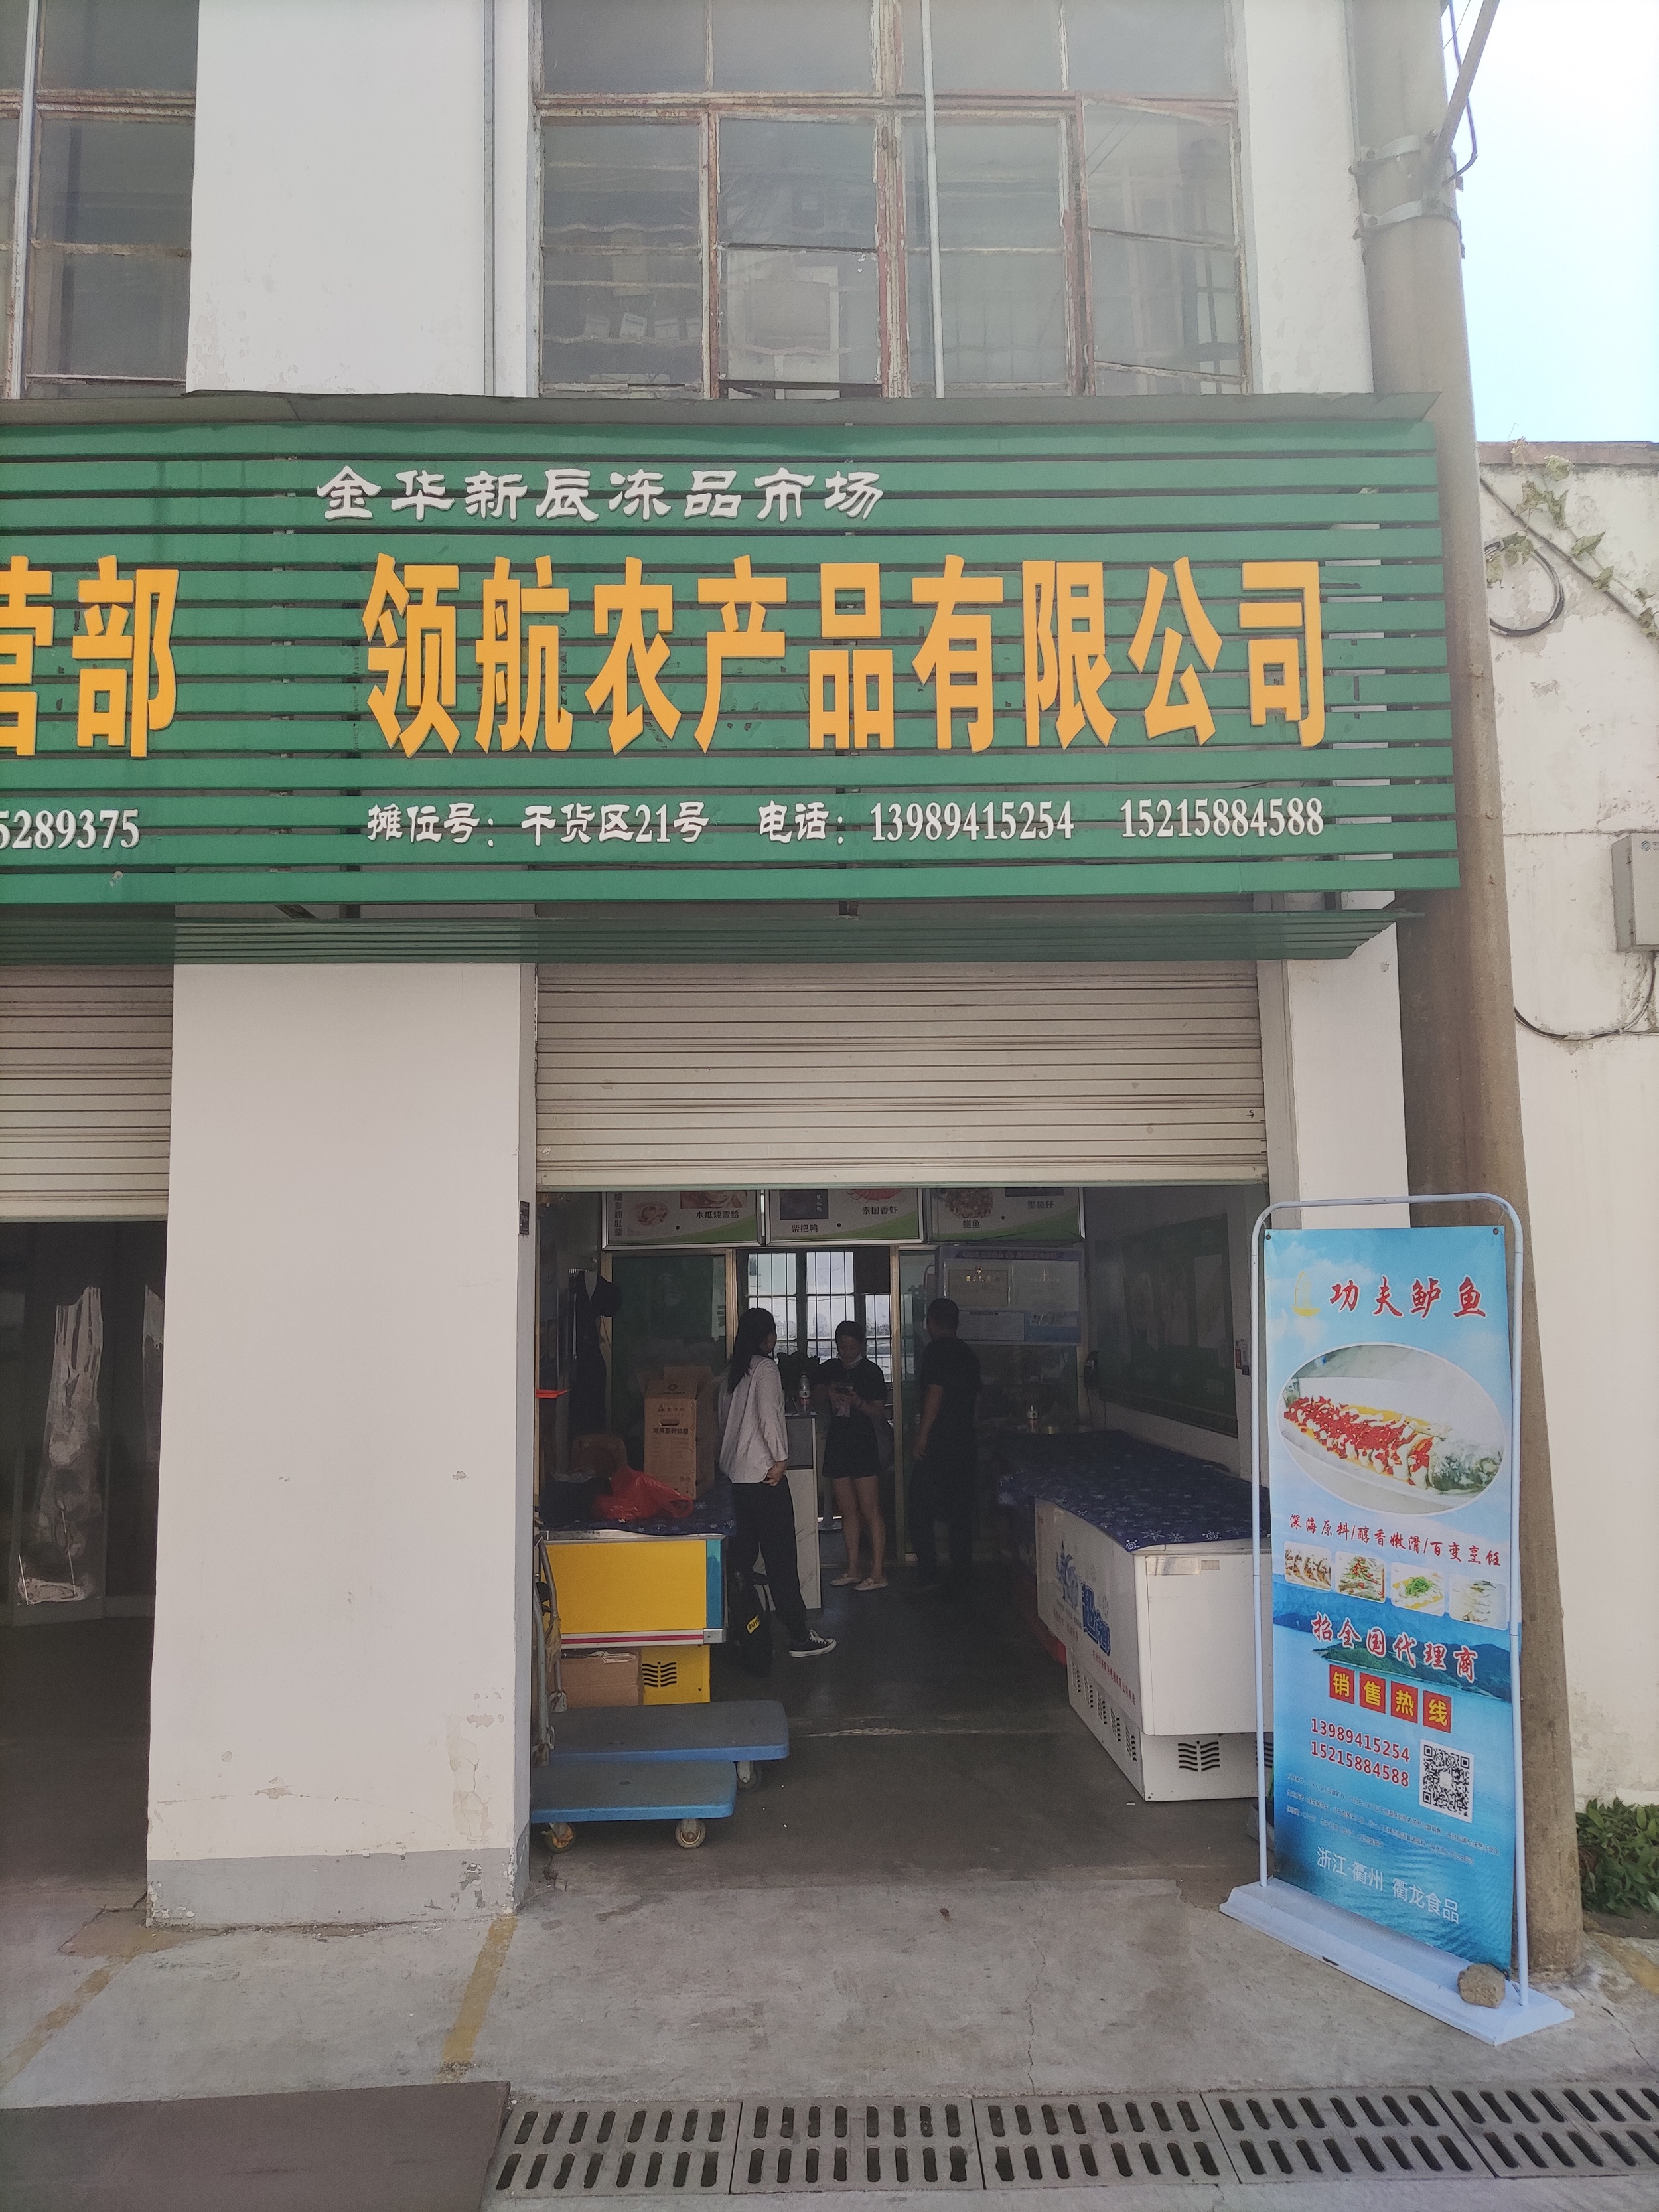 金华新辰冻品市场
营部
领航农产品有限公司
5289375
摊位号：干货区21号 电话：13989415254 15215884588
木瓜炖雪蛤
柴把鸭
泰国香虾
鲍鱼
功夫鲈鱼
深海原料/醇香嫩滑/百变烹饪
招全国代理商
销售热线
13989415254
15215884588
浙江·衢州 衢龙食品